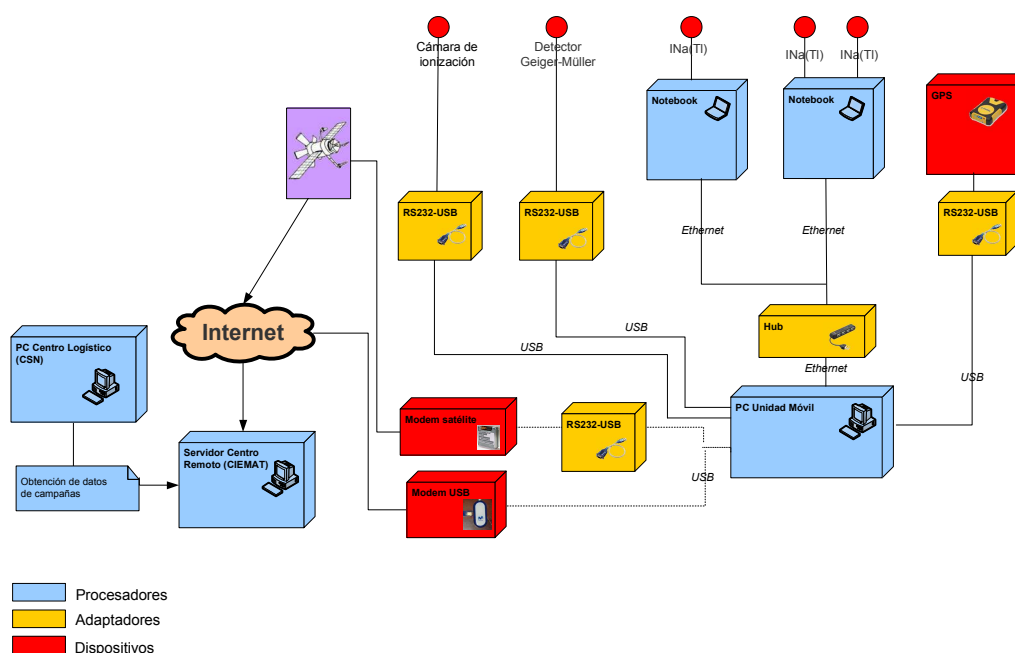 Cámara de
ionización
Detector
Geiger-Müller
INa(Tl)
INa(Tl)
INa(Tl)
Notebook
Notebook
GPS
RS232-USB
RS232-USB
RS232-USB
Ethernet
Ethernet
Internet
Hub
USB
USB
Ethernet
USB
PC Centro Logístico
(CSN)
PC Unidad Móvil
Modem satélite
RS232-USB
Servidor Centro
Remoto (CIEMAT)
Obtención de datos
de campañas
Modem USB
USB
Procesadores
Adaptadores
Dispositivos